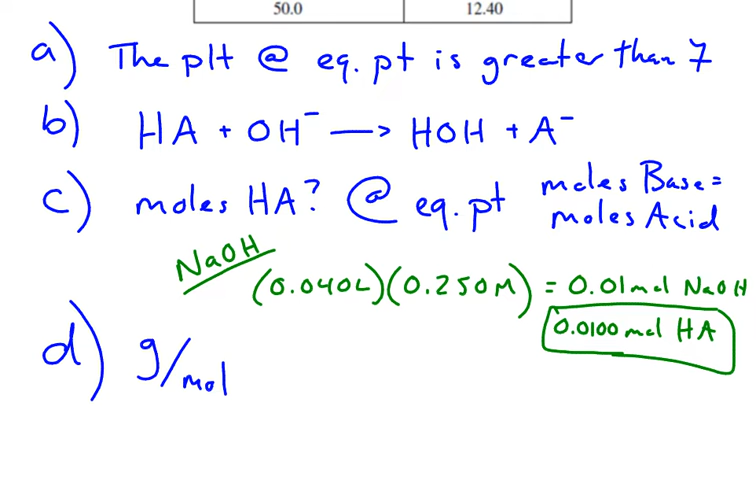 50.0 12.40
a) The pH @ eq. pt is greater than 7
b) HA + OH⁻ → HOH + A⁻
c) moles HA? @ eq. pt moles Base = moles Acid
NaOH
(0.040L)(0.250M) = 0.01mol NaOH
0.0100 mol HA
d) g/mol